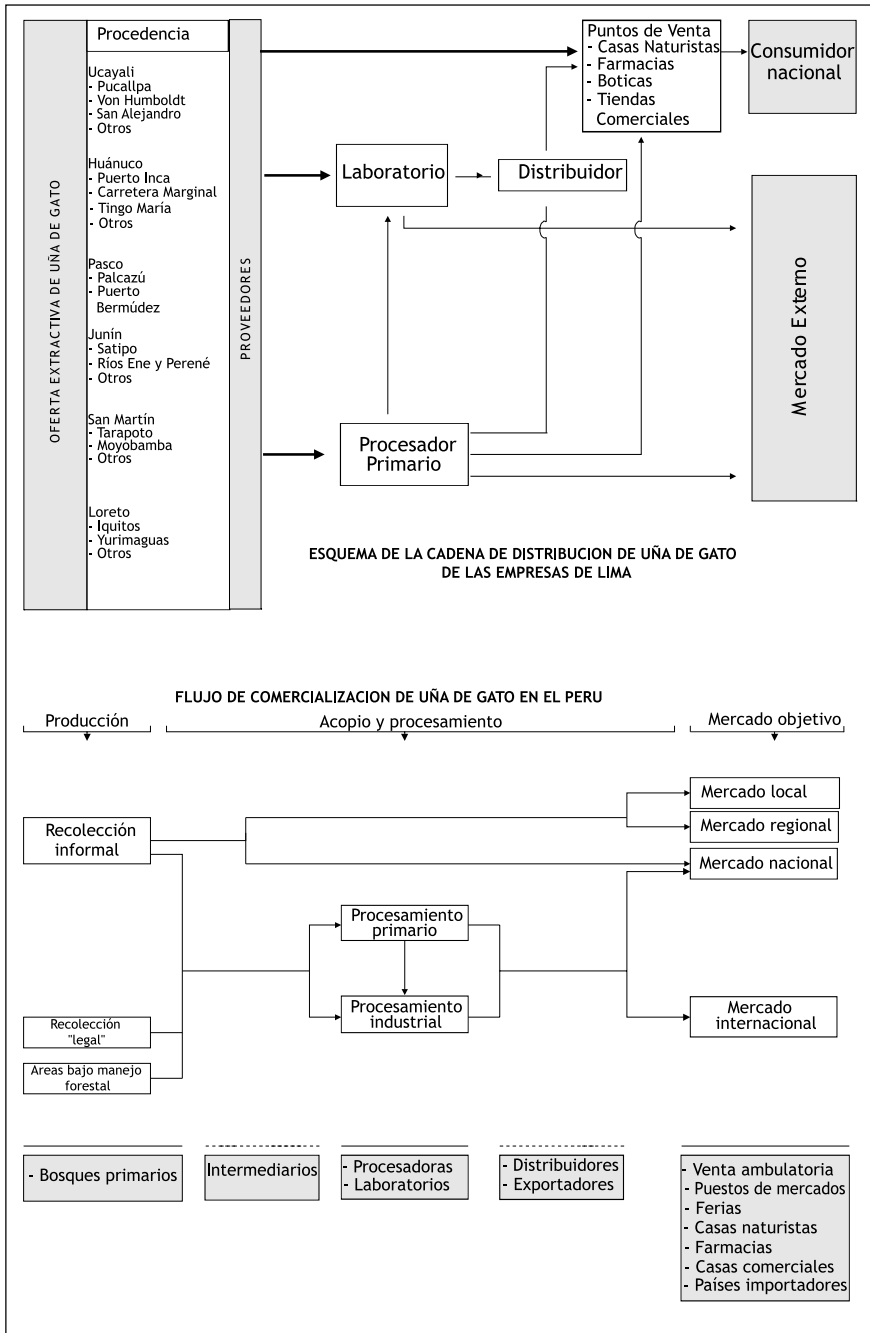 OFERTA EXTRACTIVA DE UÑA DE GATO
Procedencia
Ucayali
- Pucallpa
- Von Humboldt
- San Alejandro
- Otros
Huánuco
- Puerto Inca
- Carretera Marginal
- Tingo María
- Otros
Pasco
- Palcazú
- Puerto
Bermúdez
Junín
- Satipo
- Ríos Ene y Perené
- Otros
San Martín
- Tarapoto
- Moyobamba
- Otros
Loreto
- Iquitos
- Yurimaguas
- Otros
PROVEEDORES
Laboratorio
Distribuidor
Procesador
Primario
Puntos de Venta
- Casas Naturistas
- Farmacias
- Boticas
- Tiendas
Comerciales
Consumidor
nacional
Mercado Externo
ESQUEMA DE LA CADENA DE DISTRIBUCION DE UÑA DE GATO
DE LAS EMPRESAS DE LIMA
FLUJO DE COMERCIALIZACION DE UÑA DE GATO EN EL PERU
Producción
Acopio y procesamiento
Mercado objetivo
Recolección
informal
Recolección
"legal"
Areas bajo manejo
forestal
Procesamiento
primario
Procesamiento
industrial
Mercado local
Mercado regional
Mercado nacional
Mercado
internacional
- Bosques primarios
Intermediarios
- Procesadoras
- Laboratorios
- Distribuidores
- Exportadores
- Venta ambulatoria
- Puestos de mercados
- Ferias
- Casas naturistas
- Farmacias
- Casas comerciales
- Países importadores